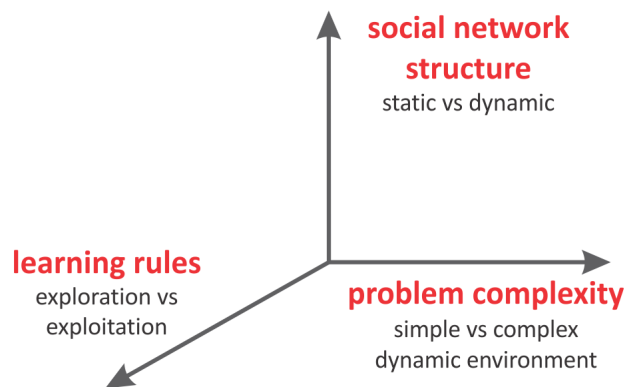 social network
structure
static vs dynamic
learning rules
exploration vs
exploitation
problem complexity
simple vs complex
dynamic environment